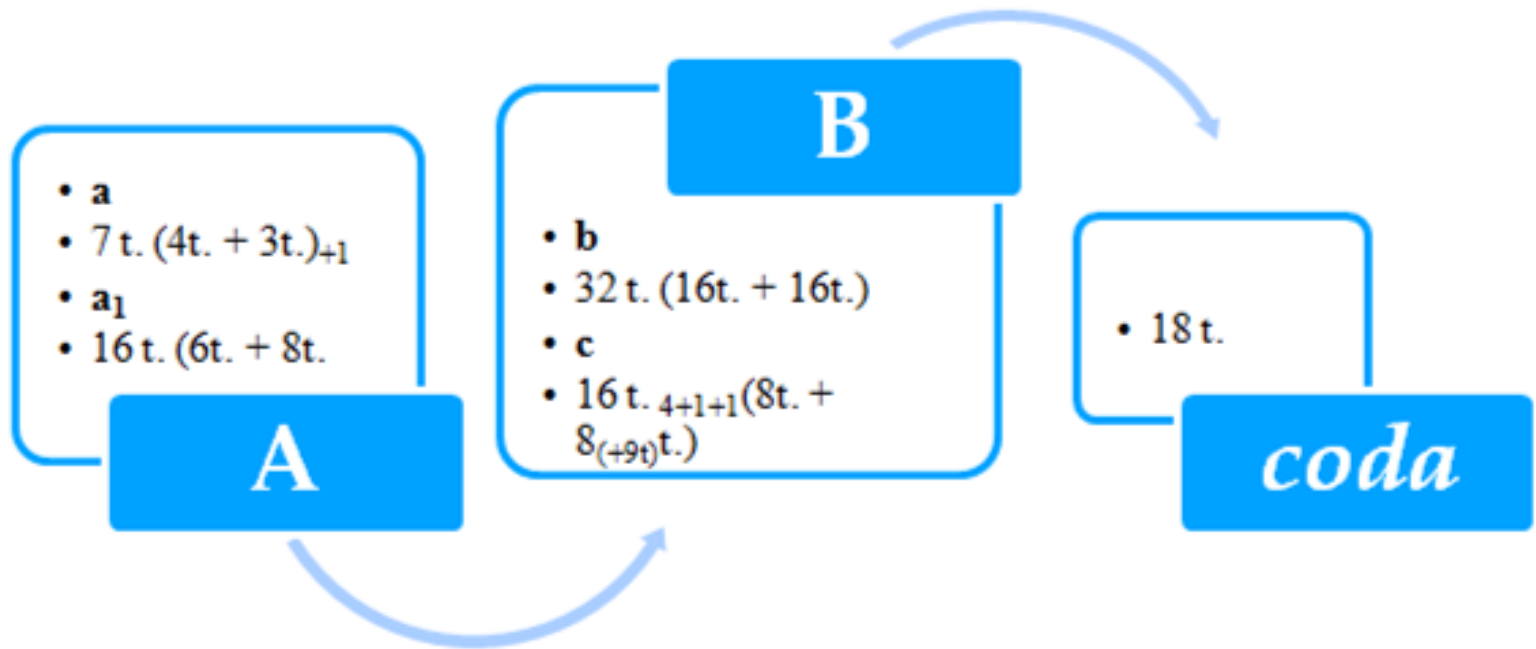 • a
• 7 t. (4t. + 3t.)+1
• a1
• 16 t. (6t. + 8t.
A
B
• b
• 32 t. (16t. + 16t.)
• c
• 16 t. 4+1+1(8t. +
8(+9t)t.)
• 18 t.
coda